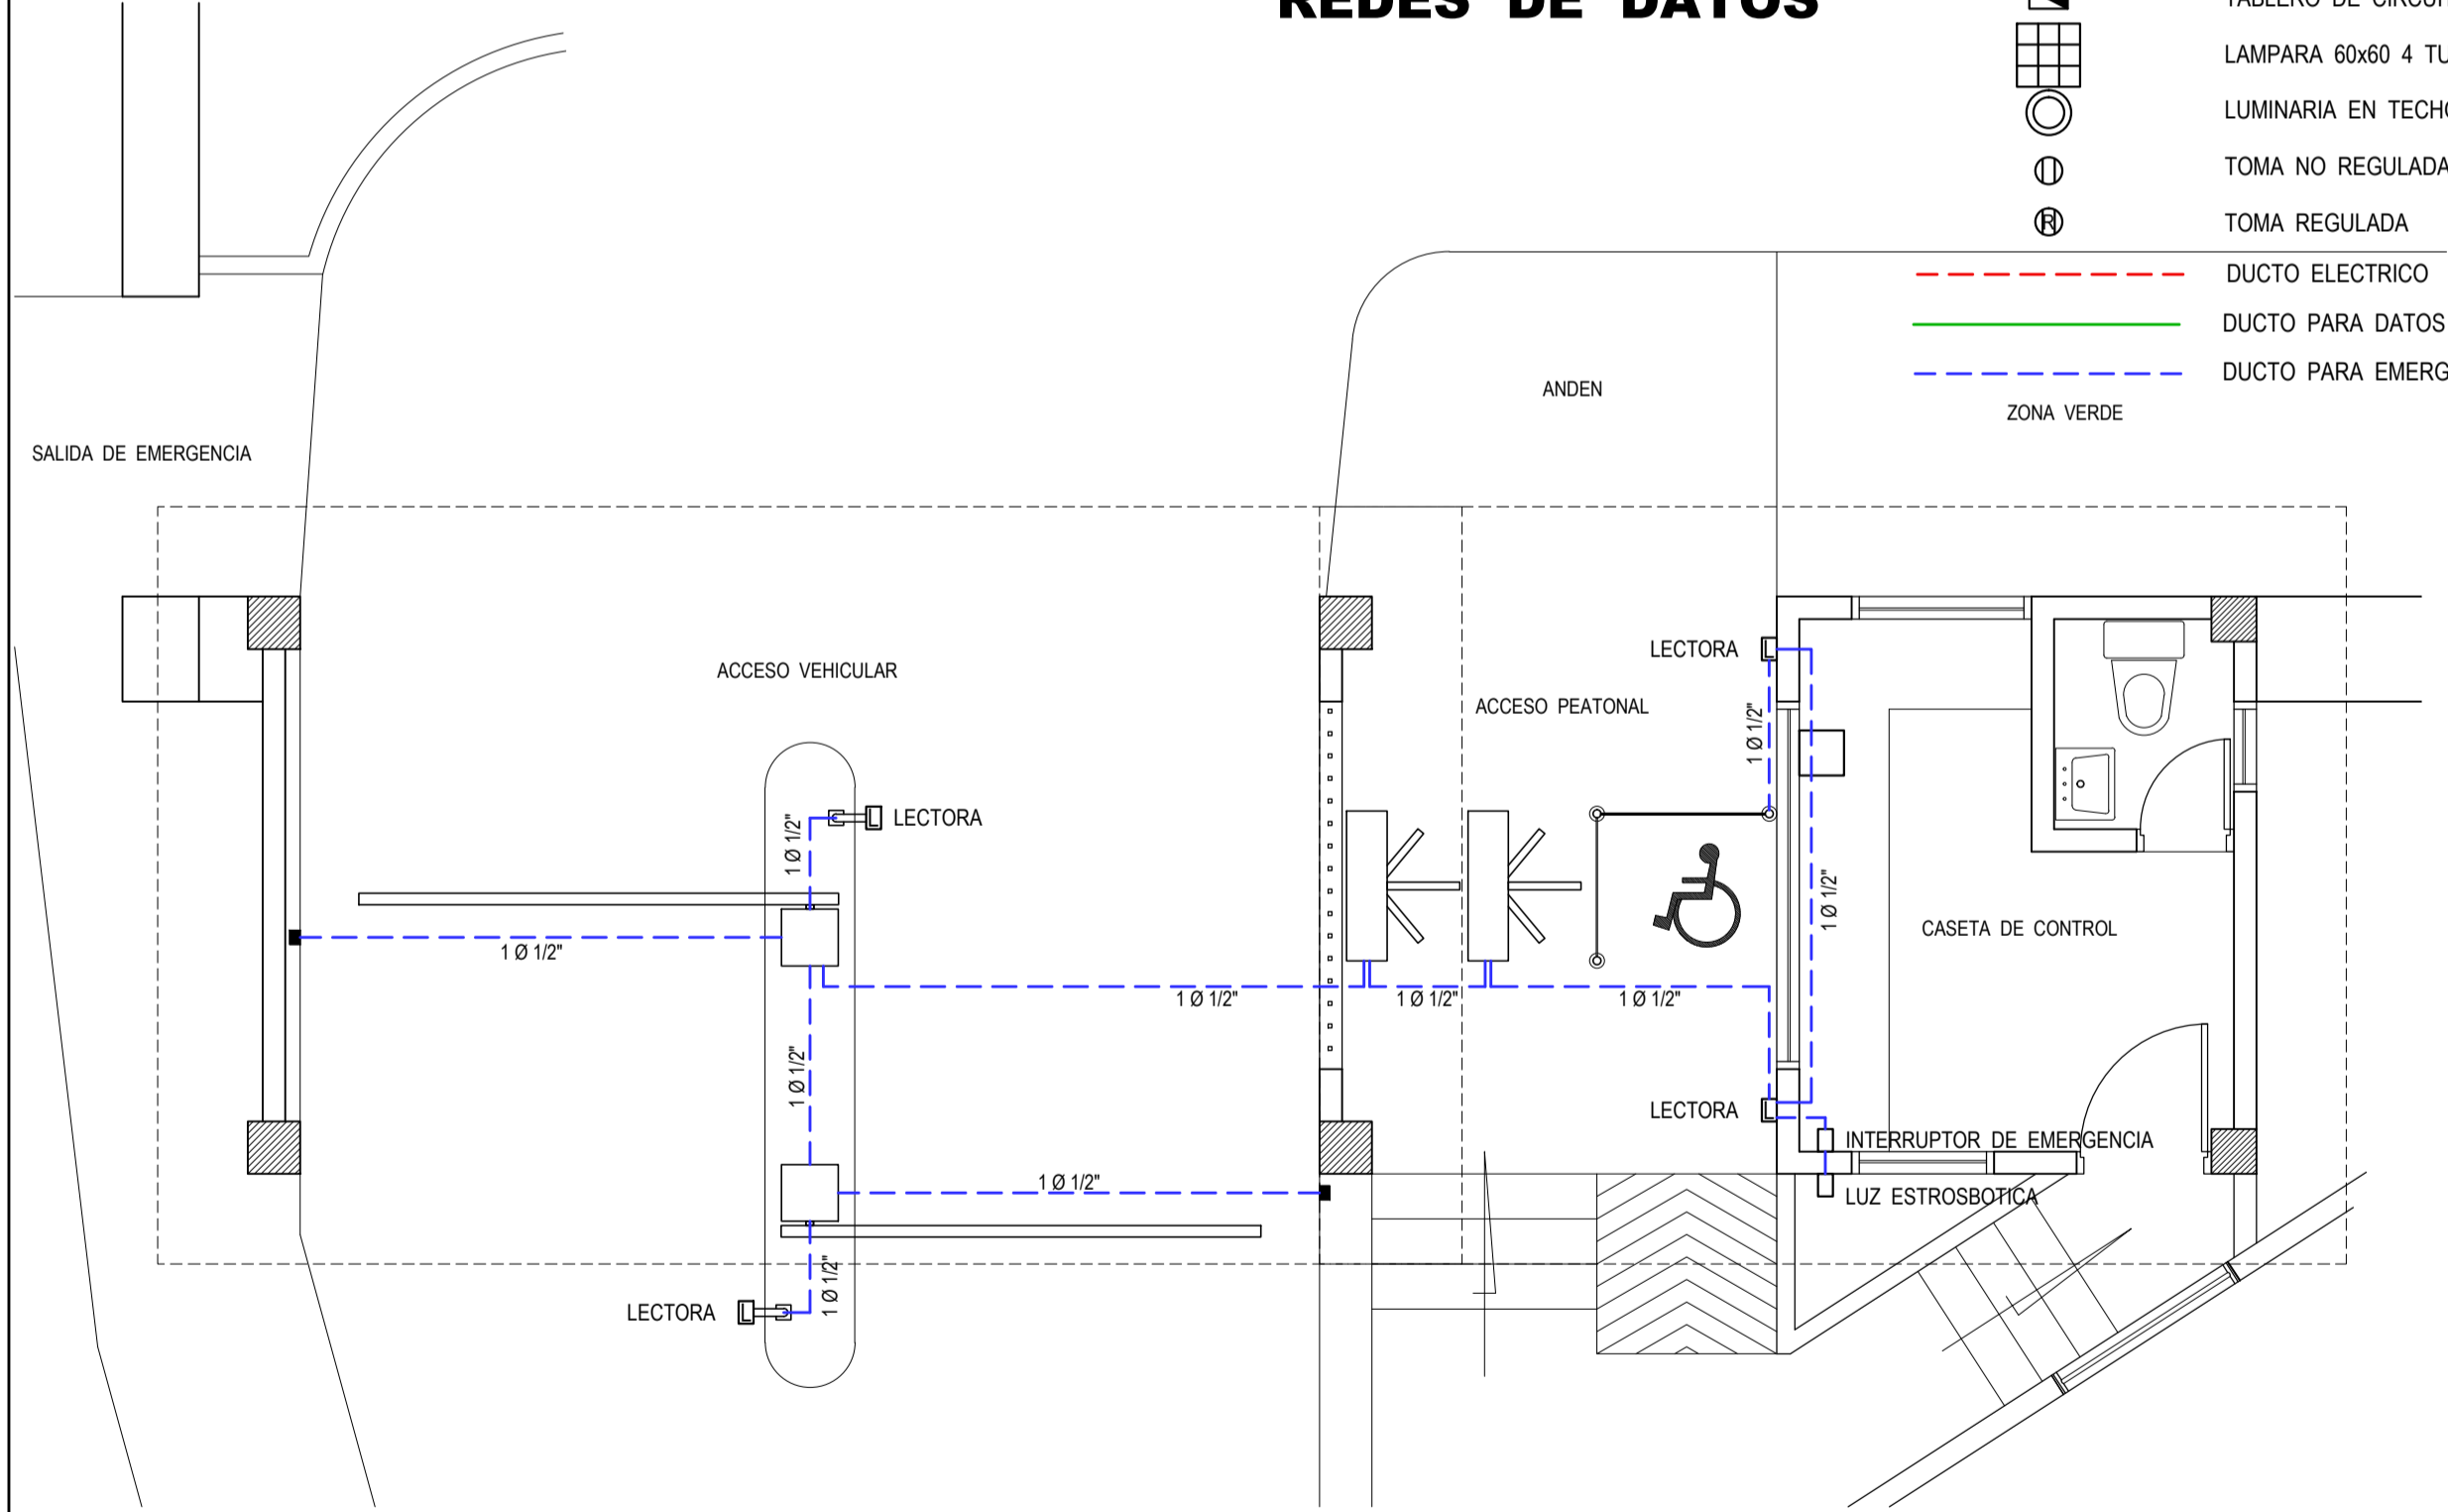 REDES DE DATOS
LAMPARA 60x60 4
LUMINARIA EN
TOMA NO REGULADA
R
TOMA REGULADA
DUCTO ELECTRICO
DUCTO PARA DATOS
DUCTO PARA
ANDEN
ZONA VERDE
SALIDA DE EMERGENCIA
LECTORA L
ACCESO VEHICULAR
ACCESO PEATONAL
1 Ø 1/2"
L LECTORA
1 Ø 1/2"
1 Ø 1/2"
CASETA DE CONTROL
1 Ø 1/2"
1 Ø 1/2"
1 Ø 1/2"
1 Ø 1/2"
1 Ø 1/2"
1 Ø 1/2"
LECTORA L
INTERRUPTOR DE EMERGENCIA
1 Ø 1/2"
LUZ ESTROSBOTICA
1 Ø 1/2"
LECTORA L